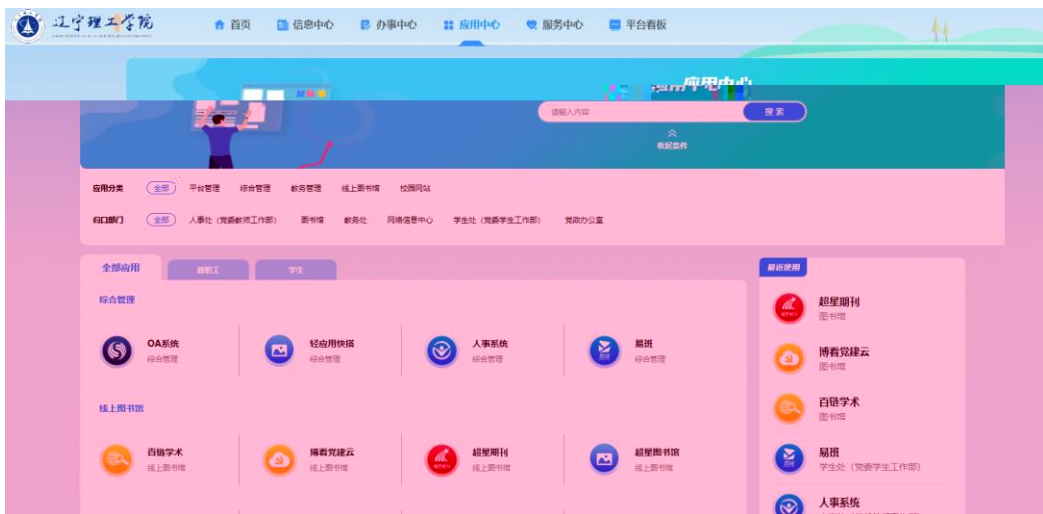 辽宁理工学院
首页 信息中心 办事中心 应用中心 服务中心 平台看板
应用中心
请输入内容 搜索
收起条件
应用分类 全部 平台管理 综合管理 教务管理 线上图书馆 校园网站
归口部门 全部 人事处（党委教师工作部） 图书馆 教务处 网络信息中心 学生处（党委学生工作部） 党政办公室
全部应用 教职工 学生
综合管理
OA系统 轻应用快搭 人事系统 易班
综合管理 综合管理 综合管理 综合管理
线上图书馆
百链学术 博看党建云 超星期刊 超星图书馆
线上图书馆 线上图书馆 线上图书馆 线上图书馆
最近使用
超星期刊
图书馆
博看党建云
图书馆
百链学术
图书馆
易班
学生处（党委学生工作部）
人事系统